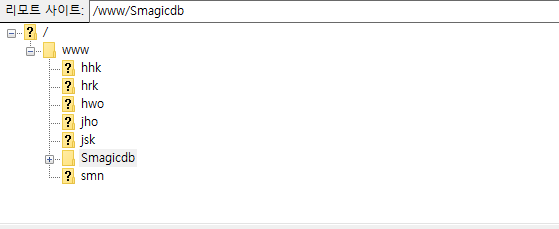 리모트 사이트: /www/Smagicdb
/
www
hhk
hrk
hwo
jho
jsk
Smagicdb
smn